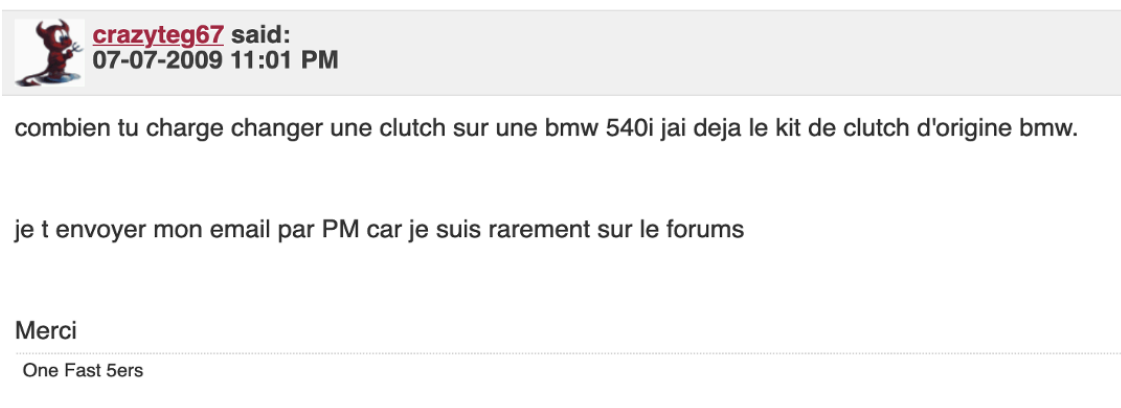 crazyteg67 said:
07-07-2009 11:01 PM
combien tu charge changer une clutch sur une bmw 540i jai deja le kit de clutch d'origine bmw.
je t envoyer mon email par PM car je suis rarement sur le forums
Merci
One Fast 5ers